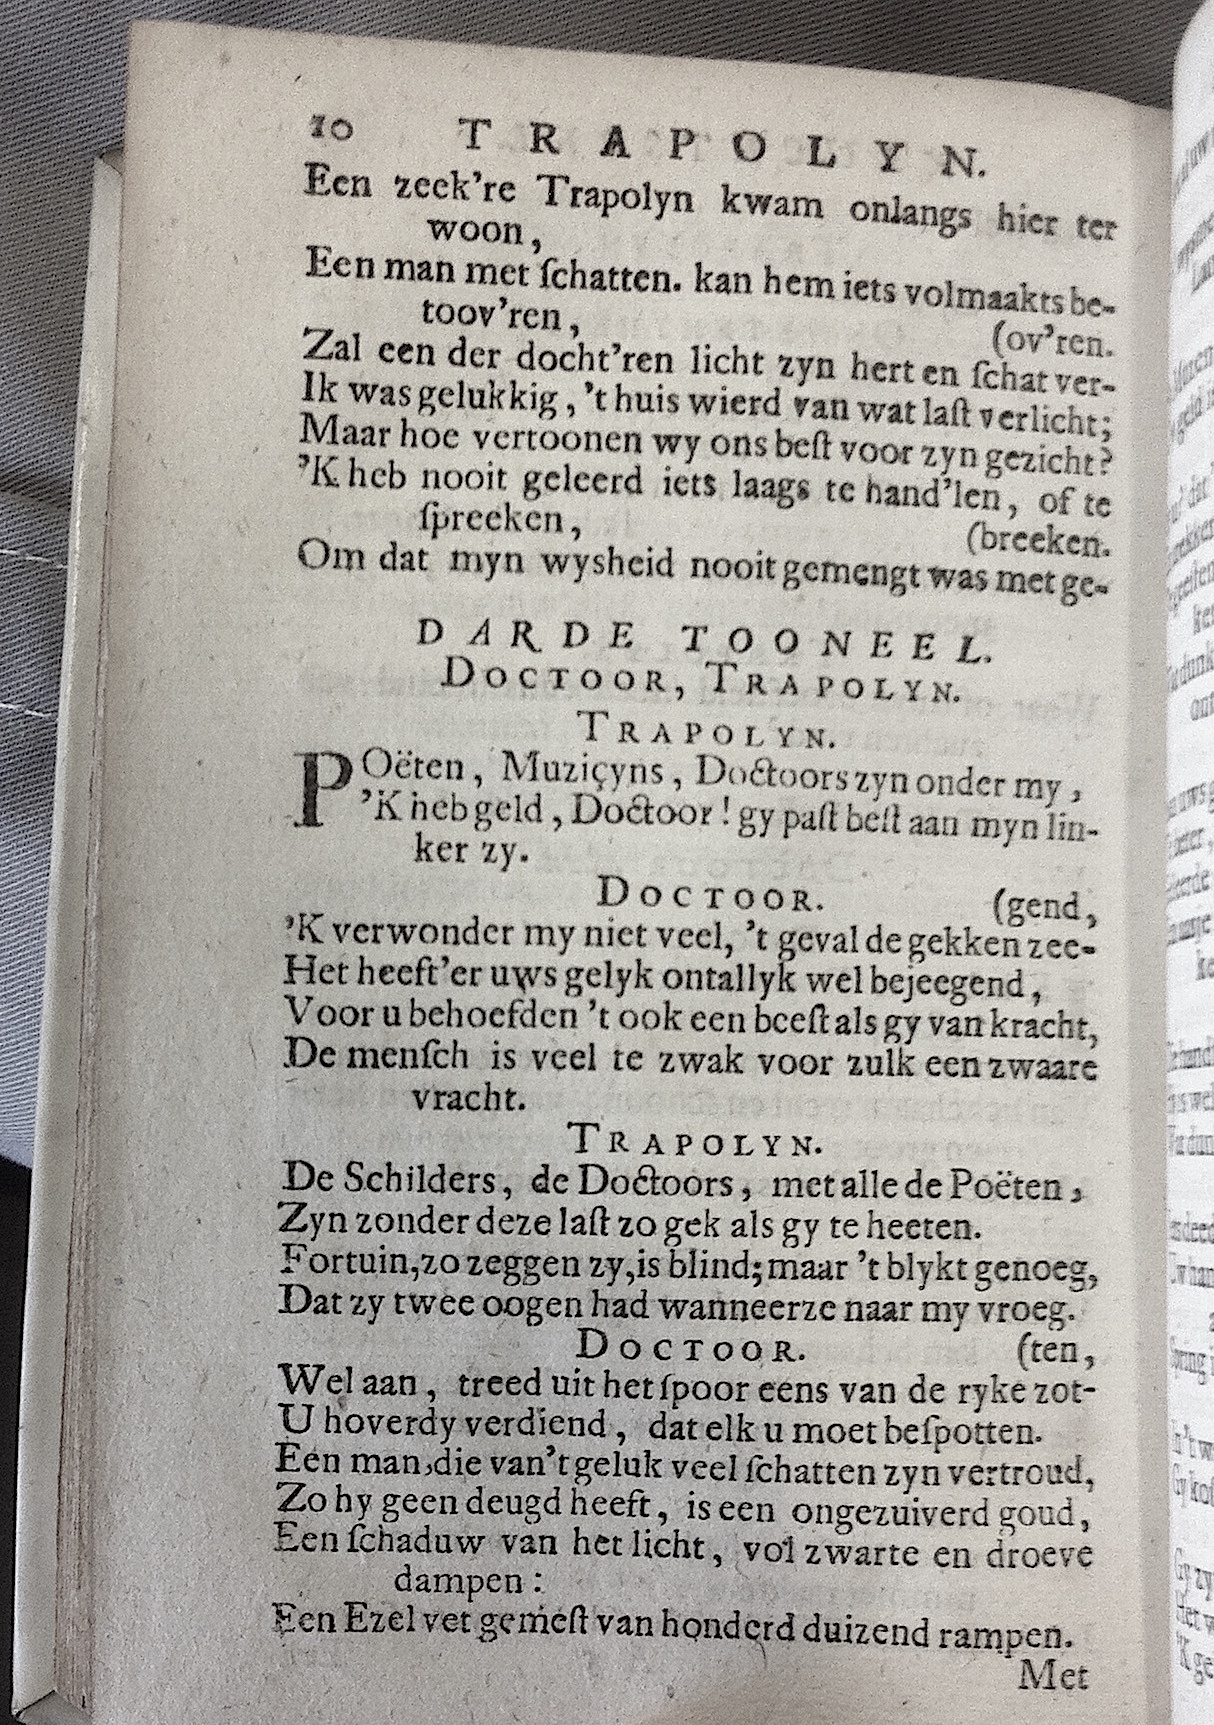 10 TRAPOLYN.
Een zeek're Trapolyn kwam onlangs hier ter
woon,
Een man met ſchatten. kan hem iets volmaakts be-
toov'ren, (ov'ren.
Zal een der docht'ren licht zyn hert en ſchat ver-
Ik was gelukkig, 't huis wierd van wat laſt verlicht;
Maar hoe vertoonen wy ons beſt voor zyn gezicht?
'K heb nooit geleerd iets laags te hand'len, of te
ſpreeken, (breeken.
Om dat myn wysheid nooit gemengt was met ge-
DARDE TOONEEL.
DOCTOOR, TRAPOLYN.
TRAPOLYN.
POëten, Muziçyns, Doctoors zyn onder my,
'K heb geld, Doctoor! gy paſt beſt aan myn lin-
ker zy.
DOCTOOR. (gend,
'K verwonder my niet veel, 't geval de gekken zee-
Het heeft'er uws gelyk ontallyk wel bejeegend,
Voor u behoefden 't ook een beeſt als gy van kracht,
De menſch is veel te zwak voor zulk een zwaare
vracht.
TRAPOLYN.
De Schilders, de Doctoors, met alle de Poëten,
Zyn zonder deze laſt zo gek als gy te heeten.
Fortuin, zo zeggen zy, is blind; maar 't blykt genoeg,
Dat zy twee oogen had wanneerze naar my vroeg.
DOCTOOR. (ten,
Wel aan, treed uit het ſpoor eens van de ryke zot-
U hoverdy verdiend, dat elk u moet beſpotten.
Een man, die van 't geluk veel ſchatten zyn vertroud,
Zo hy geen deugd heeft, is een ongezuiverd goud,
Een ſchaduw van het licht, vol zwarte en droeve
dampen:
Een Ezel vet gemeſt van honderd duizend rampen.
Met